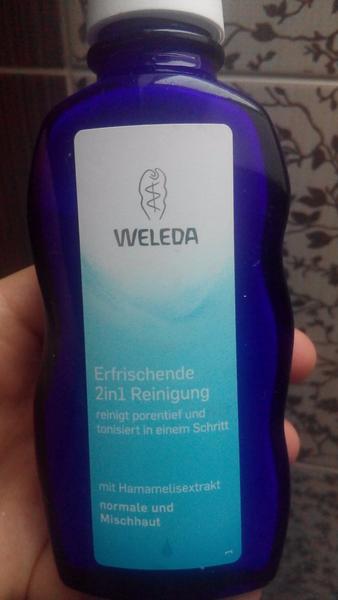 WELEDA
Erfrischende
2in1 Reinigung
reinigt porentief und
tonisiert in einem Schritt
mit Hamamelisextrakt
normale und
Mischhaut